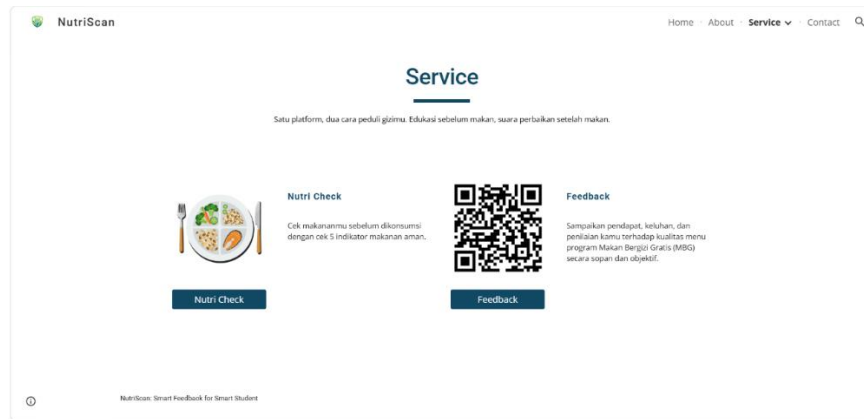 NutriScan
Home
About
Service
Contact
Service
Satu platform, dua cara peduli gizimu. Edukasi sebelum makan, suara perbaikan setelah makan.
Nutri Check
Cek makananmu sebelum dikonsumsi
dengan cek 5 indikator makanan aman.
Nutri Check
Feedback
Sampaikan pendapat, keluhan, dan
penilaian kamu terhadap kualitas menu
program Makan Bergizi Gratis (MBG)
secara sopan dan objektif.
Feedback
NutriScan: Smart Feedback for Smart Student